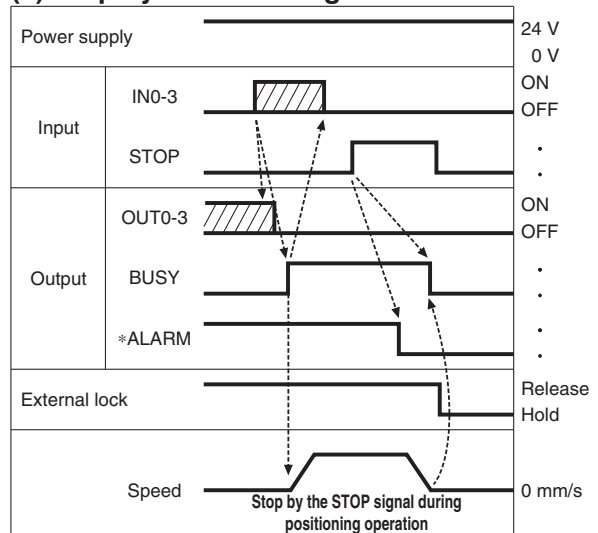 Power supply
24 V
0 V
Input
IN0-3
ON
OFF
STOP
Output
OUT0-3
ON
OFF
BUSY
*ALARM
External lock
Release
Hold
Speed
0 mm/s
Stop by the STOP signal during
positioning operation